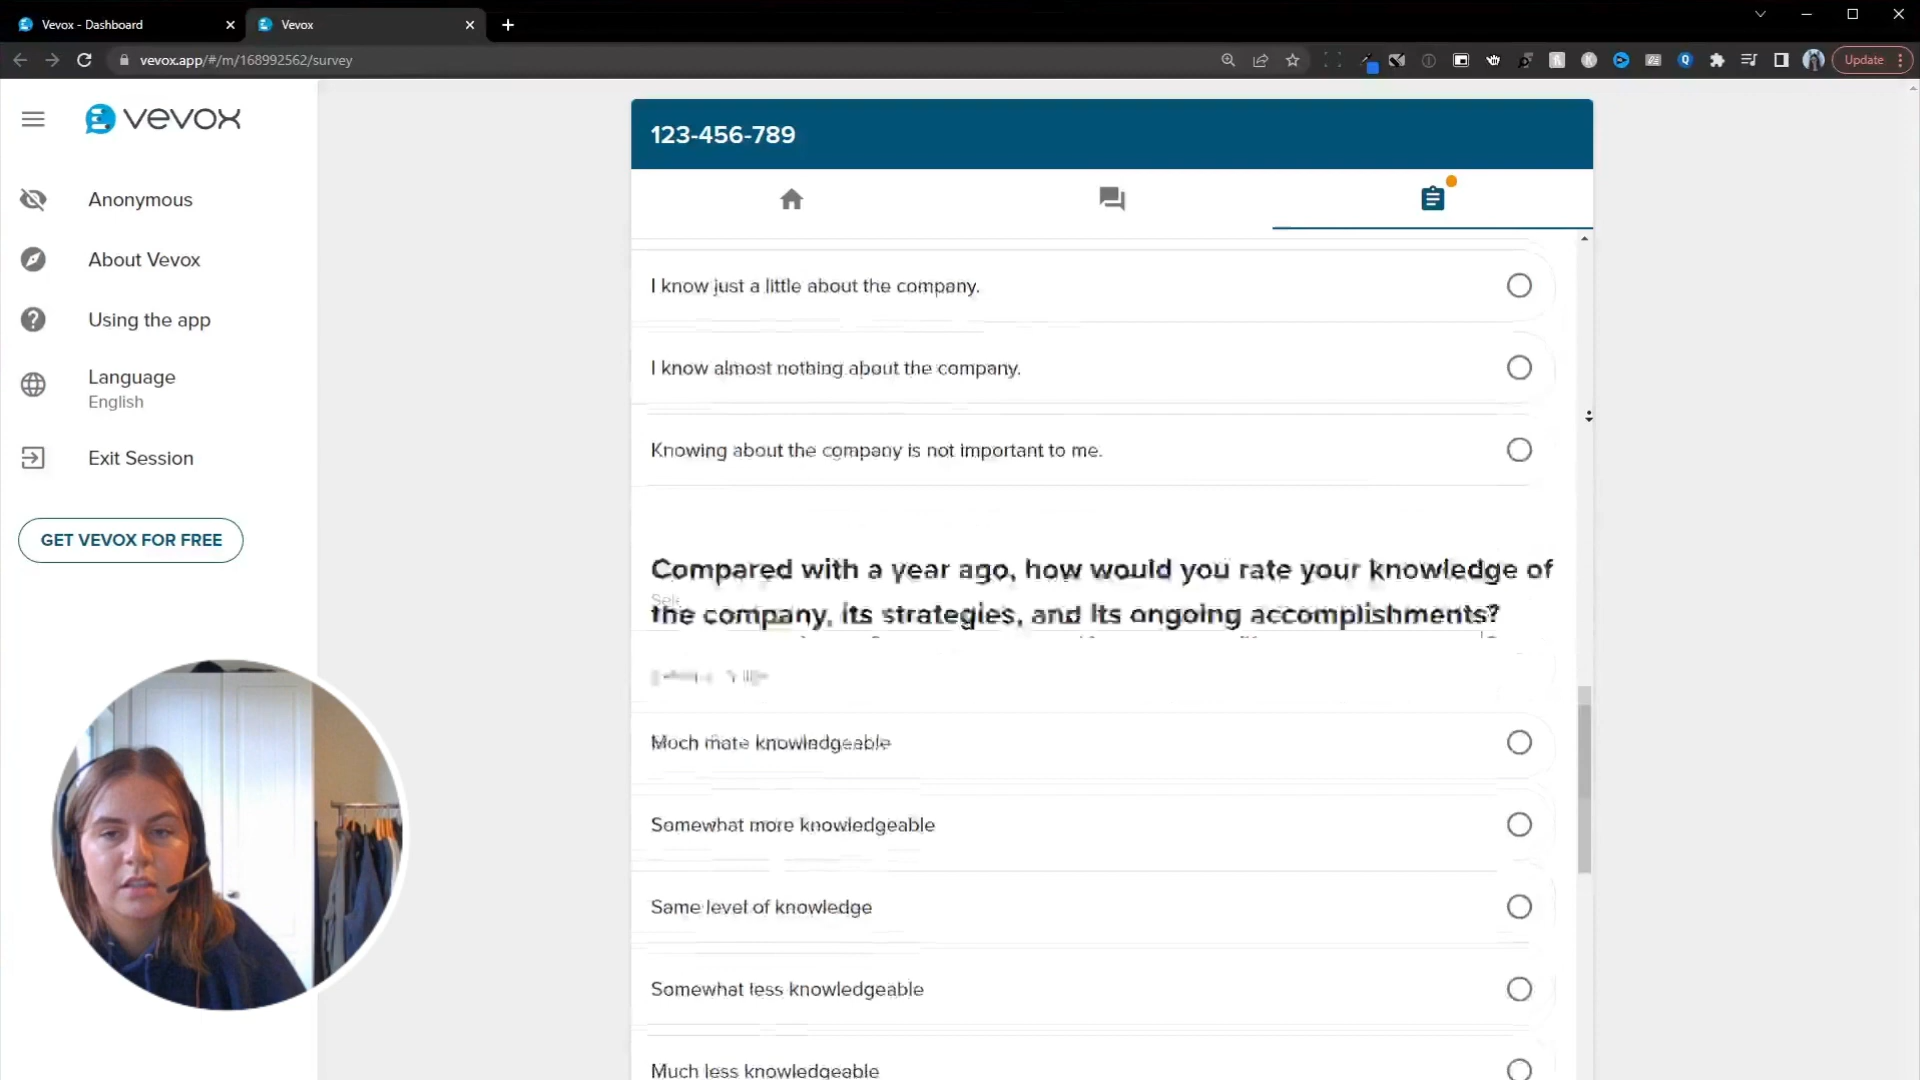 Vevox - Dashboard
Vevox
vevox.app/#/m/168992562/survey
Update
vevox
Anonymous
About Vevox
Using the app
Language
English
Exit Session
GET VEVOX FOR FREE
123-456-789
I know just a little about the company.
I know almost nothing about the company.
Knowing about the company is not important to me.
Compared with a year ago, how would you rate your knowledge of
the company, its strategies, and its ongoing accomplishments?
knowledgeable
Somewhat more knowledgeable
Same level of knowledge
Somewhat less knowledgeable
Much less knowledgeable